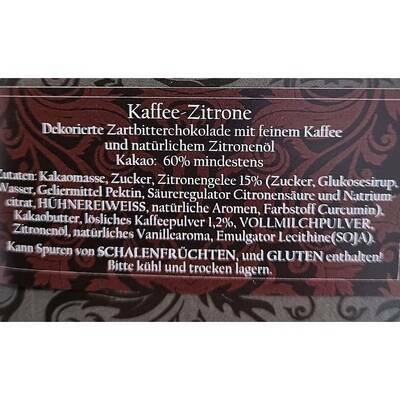 Kaffee-Zitrone
Dekorierte Zartbitterchokolade mit feinem Kaffee
und natürlichem Zitronenöl
Kakao: 60% mindestens
Zutaten: Kakaomasse, Zucker, Zitronengelee 15% (Zucker, Glukosesirup,
Wasser, Geliermittel Pektin, Säureregulator Citronensäure und Natrium-
citrat, HÜHNEREIWEISS, natürliche Aromen, Farbstoff Curcumin).
Kakaobutter, lösliches Kaffeepulver 1,2%, VOLLMILCHPULVER,
Zitronenöl, natürliches Vanillearoma, Emulgator Lecithine(SOJA).
Kann Spuren von SCHALENFRÜCHTEN, und GLUTEN enthalten!
Bitte kühl und trocken lagern.